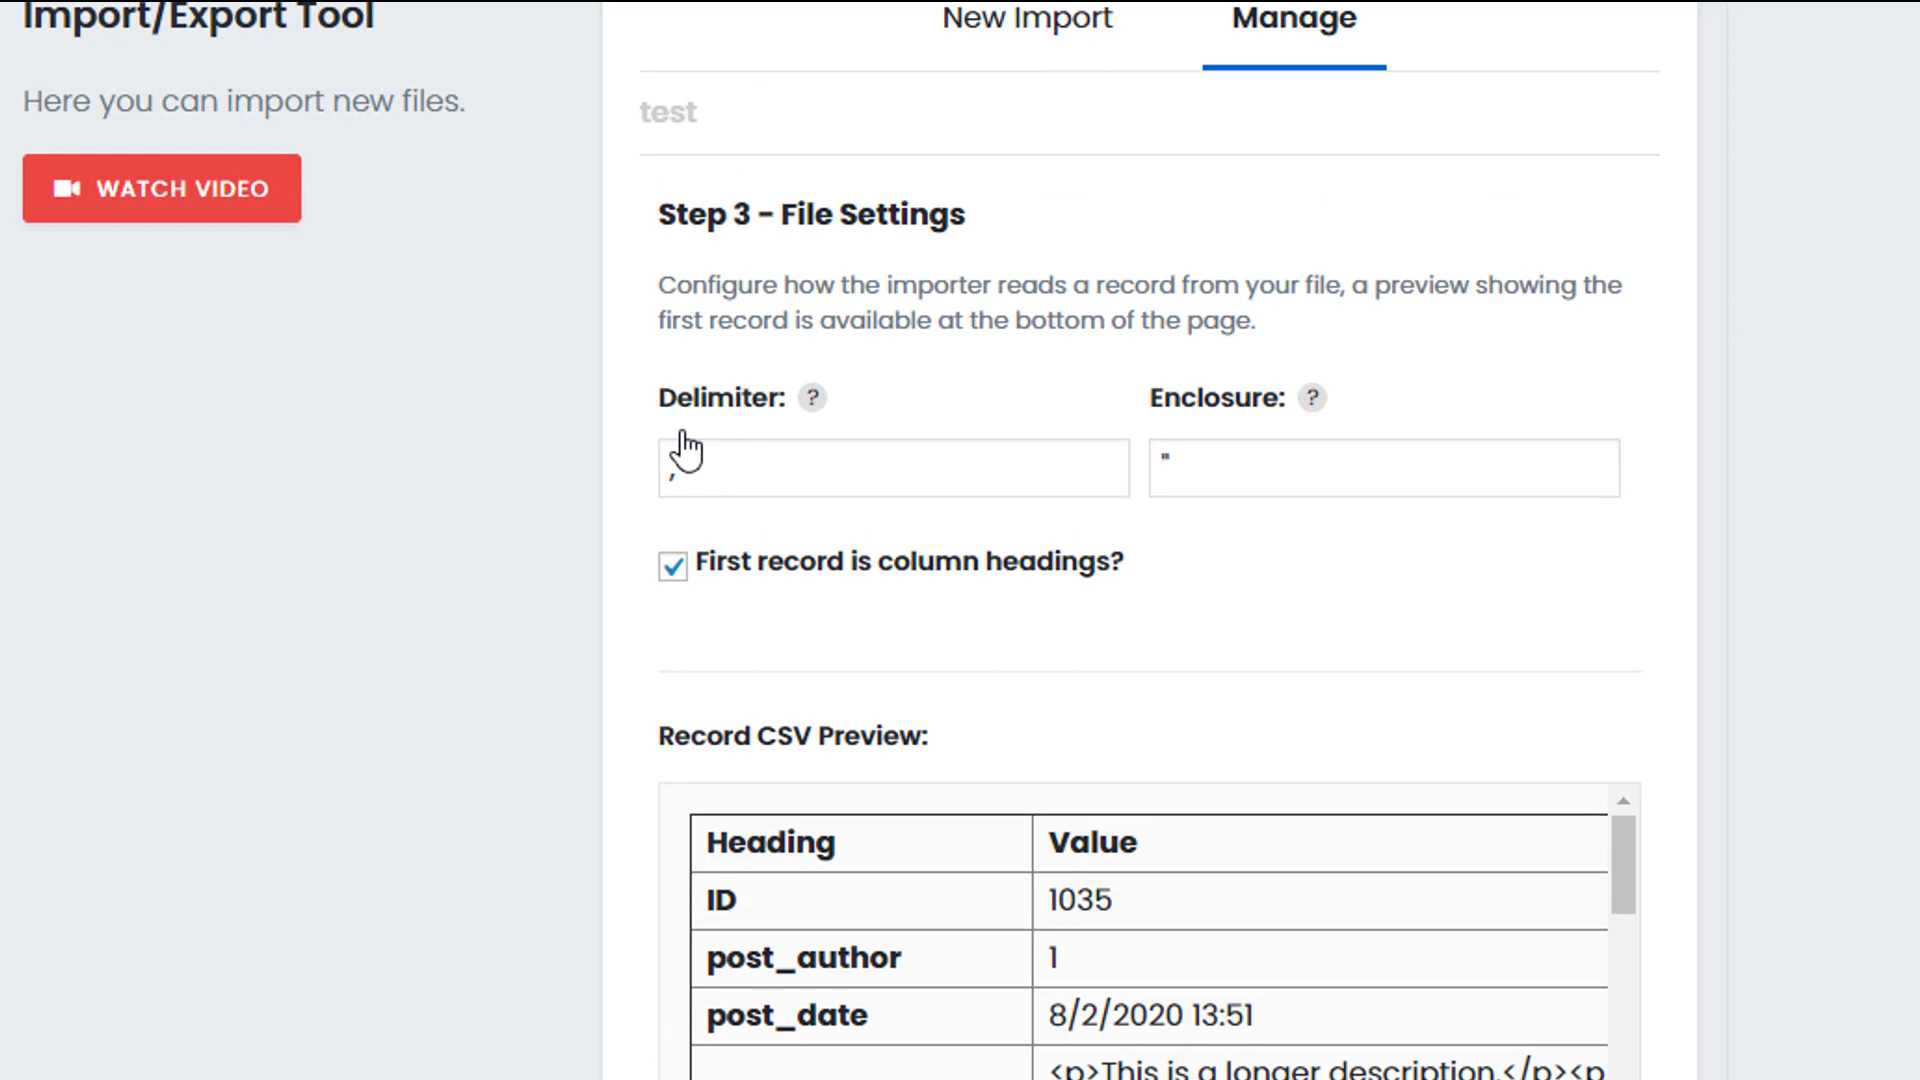 Import/Export Tool
New Import
Manage
Here you can import new files.
WATCH VIDEO
test
Step 3 - File Settings
Configure how the importer reads a record from your file, a preview showing the
first record is available at the bottom of the page.
Delimiter: ?
Enclosure: ?
,
"
First record is column headings?
Record CSV Preview:
Heading Value
ID 1035
post_author 1
post_date 8/2/2020 13:51
<p>This is a longer description.</p><p